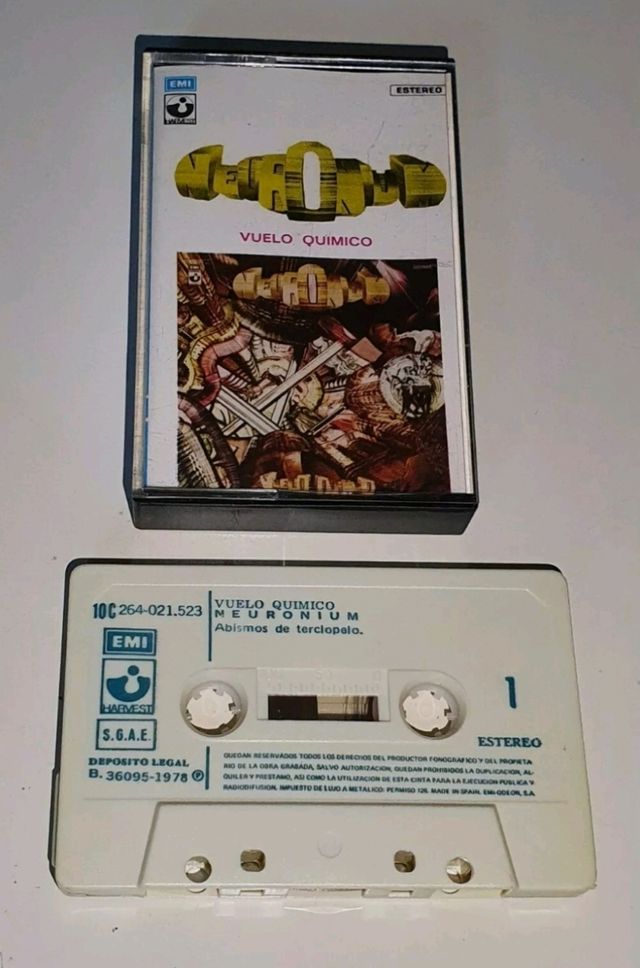 EMI
ESTEREO
HARVEST
NEURONIUM
VUELO QUIMICO
NEURONIUM
10C 264-021.523
VUELO QUIMICO
NEURONIUM
Abismos de terciopelo.
EMI
HARVEST
S.G.A.E.
DEPOSITO LEGAL
B. 36095-1978 Ⓟ
50 0
1
ESTEREO
QUEDAN RESERVADOS TODOS LOS DERECHOS DEL PRODUCTOR FONOGRAFICO Y DEL PROPIETA-
RIO DE LA OBRA GRABADA, SALVO AUTORIZACION, QUEDAN PROHIBIDOS LA DUPLICACION, AL-
QUILER Y PRESTAMO, ASI COMO LA UTILIZACION DE ESTA CINTA PARA LA EJECUCION PUBLICA Y
RADIODIFUSION, IMPUESTO DE LUJO A METALICO: PERMISO 126. MADE IN SPAIN. EMI-ODEON, S.A.